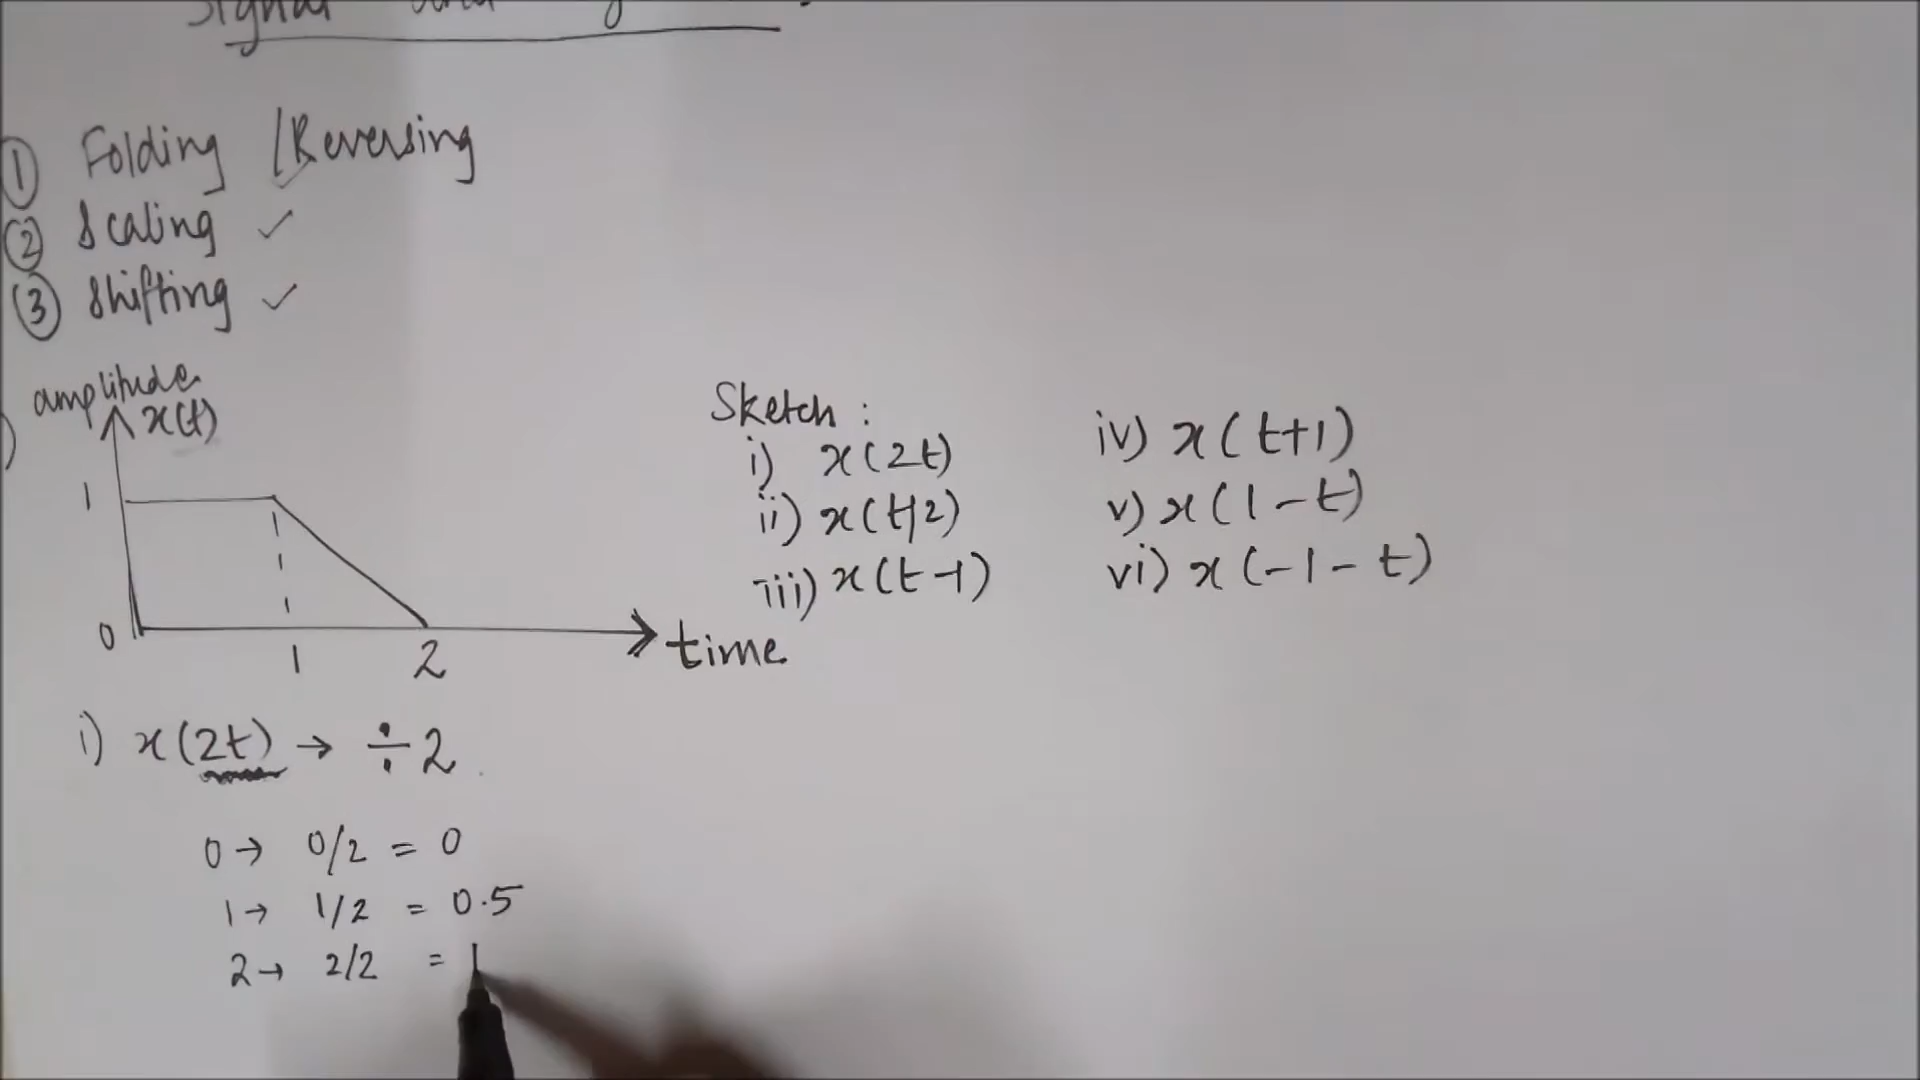 ① Folding /Reversing
② Scaling ✓
③ Shifting ✓
amplitude
x(t)
1
0
1
2
time
Sketch :
i) x(2t)
ii) x(t/2)
iii) x(t-1)
iv) x(t+1)
v) x(1-t)
vi) x(-1-t)
i) x(2t) → ÷2
0 → 0/2 = 0
1 → 1/2 = 0.5
2 → 2/2 = 1